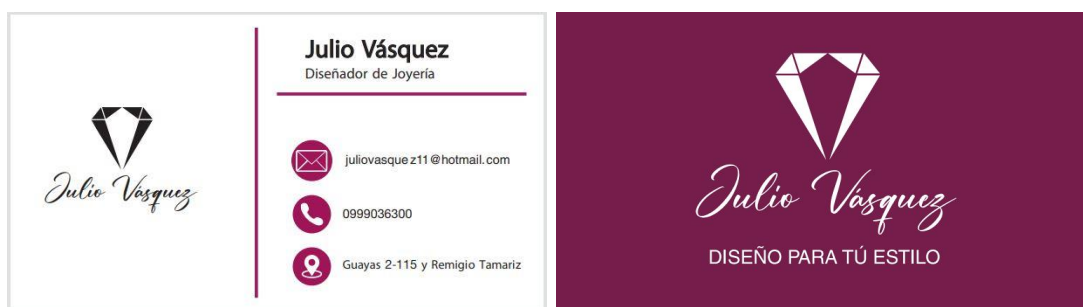 Julio Vásquez
Julio Vásquez
Diseñador de Joyería
juliovasquez11@hotmail.com
0999036300
Guayas 2-115 y Remigio Tamariz
Julio Vásquez
DISEÑO PARA TÚ ESTILO